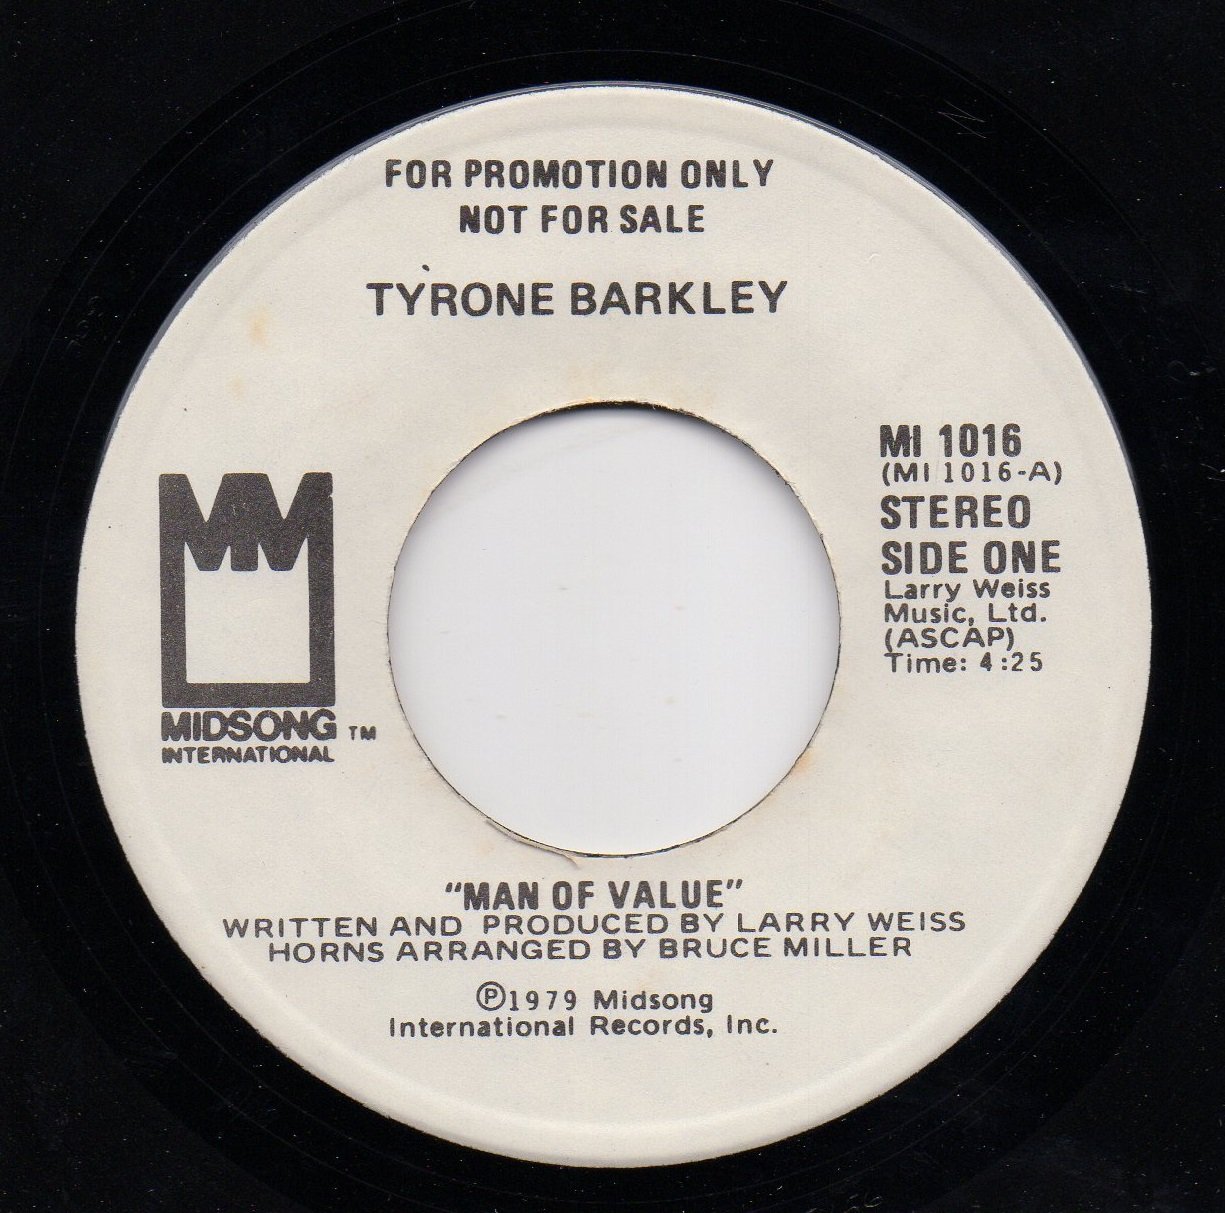 FOR PROMOTION ONLY
NOT FOR SALE
TYRONE BARKLEY
MI 1016
(MI 1016-A)
STEREO
SIDE ONE
Larry Weiss
Music, Ltd.
(ASCAP)
Time: 4:25
MM
MIDSONG TM
INTERNATIONAL
"MAN OF VALUE"
WRITTEN AND PRODUCED BY LARRY WEISS
HORNS ARRANGED BY BRUCE MILLER
℗1979 Midsong
International Records, Inc.